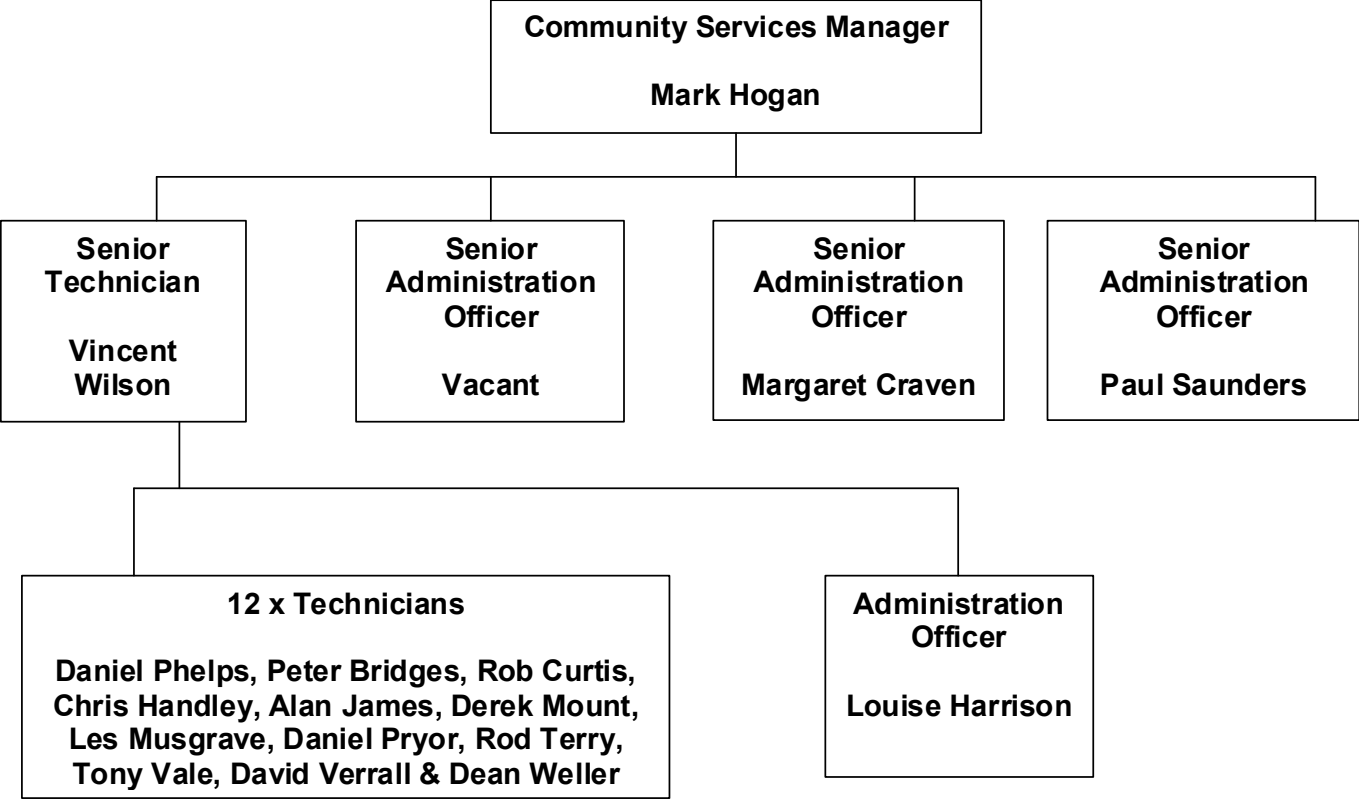 Community Services Manager
Mark Hogan
Senior
Technician
Vincent
Wilson
Senior
Administration
Officer
Vacant
Senior
Administration
Officer
Margaret Craven
Senior
Administration
Officer
Paul Saunders
12 x Technicians
Daniel Phelps, Peter Bridges, Rob Curtis,
Chris Handley, Alan James, Derek Mount,
Les Musgrave, Daniel Pryor, Rod Terry,
Tony Vale, David Verrall & Dean Weller
Administration
Officer
Louise Harrison